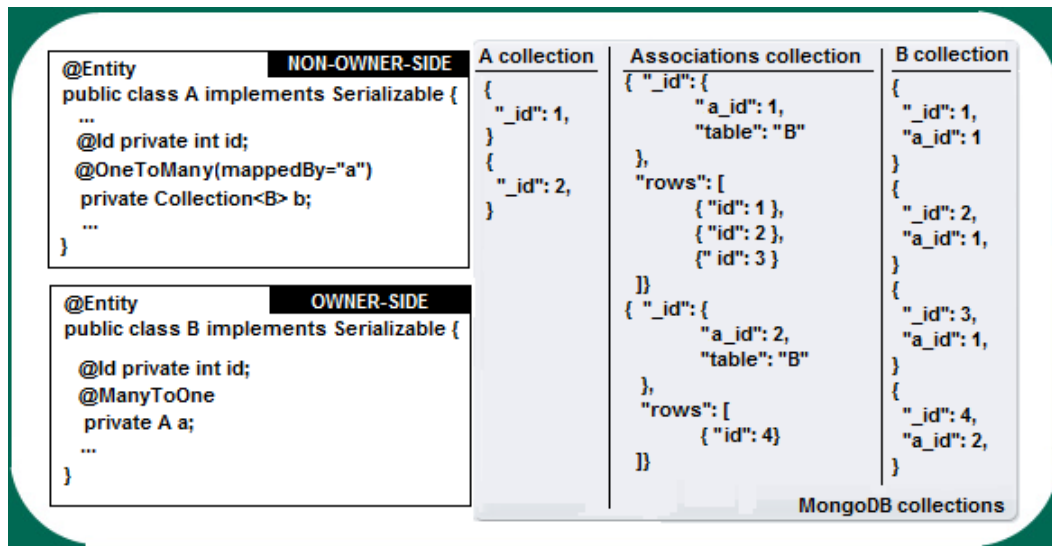 @Entity
NON-OWNER-SIDE
public class A implements Serializable {
...
@Id private int id;
@OneToMany(mappedBy="a")
private Collection<B> b;
...
}
@Entity
OWNER-SIDE
public class B implements Serializable {
@Id private int id;
@ManyToOne
private A a;
...
}
A collection
{
"_id": 1,
}
{
"_id": 2,
}
Associations collection
{ "_id": {
"a_id": 1,
"table": "B"
},
"rows": [
{ "id": 1 },
{ "id": 2 },
{" id": 3 }
]}
{ "_id": {
"a_id": 2,
"table": "B"
},
"rows": [
{ "id": 4}
]}
B collection
{
"_id": 1,
"a_id": 1
}
{
"_id": 2,
"a_id": 1,
}
{
"_id": 3,
"a_id": 1,
}
{
"_id": 4,
"a_id": 2,
}
MongoDB collections